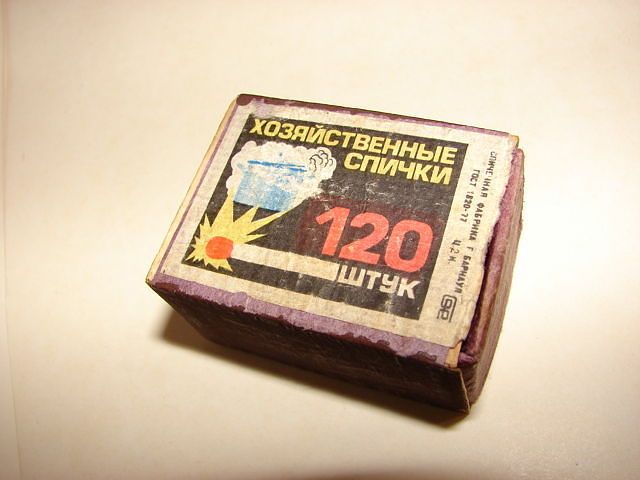 ХОЗЯЙСТВЕННЫЕ
СПИЧКИ
120
ШТУК
СПИЧЕЧНАЯ ФАБРИКА Г. БАРНАУЛ
ГОСТ 1820-77 Ц.2 К.